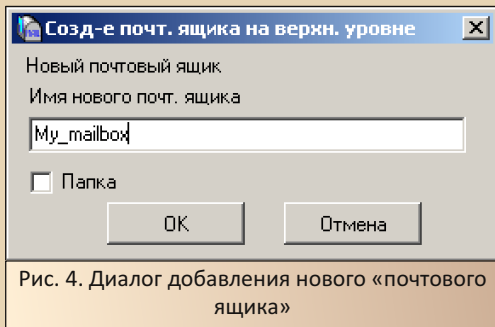 Созд-е почт. ящика на верхн. уровне
Новый почтовый ящик
Имя нового почт. ящика
My_mailbox
Папка
OK
Отмена
Рис. 4. Диалог добавления нового «почтового
ящика»